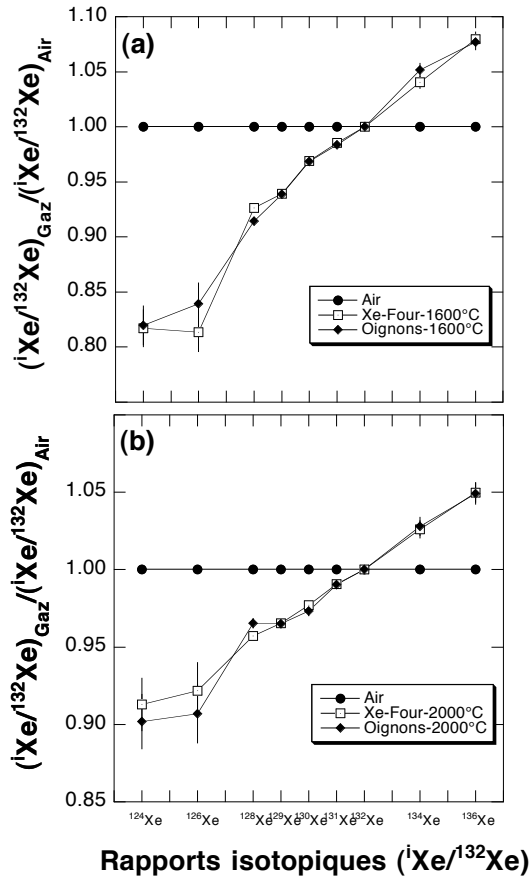 (a)
1.10
1.05
1.00
0.95
0.90
0.85
0.80
(ⁱXe/¹³²Xe)Gaz/(ⁱXe/¹³²Xe)Air
Air
Xe-Four-1600°C
Oignons-1600°C
(b)
1.05
1.00
0.95
0.90
0.85
(ⁱXe/¹³²Xe)Gaz/(ⁱXe/¹³²Xe)Air
Air
Xe-Four-2000°C
Oignons-2000°C
¹²⁴Xe ¹²⁶Xe ¹²⁸Xe ¹²⁹Xe ¹³⁰Xe ¹³¹Xe ¹³²Xe ¹³⁴Xe ¹³⁶Xe
Rapports isotopiques (ⁱXe/¹³²Xe)